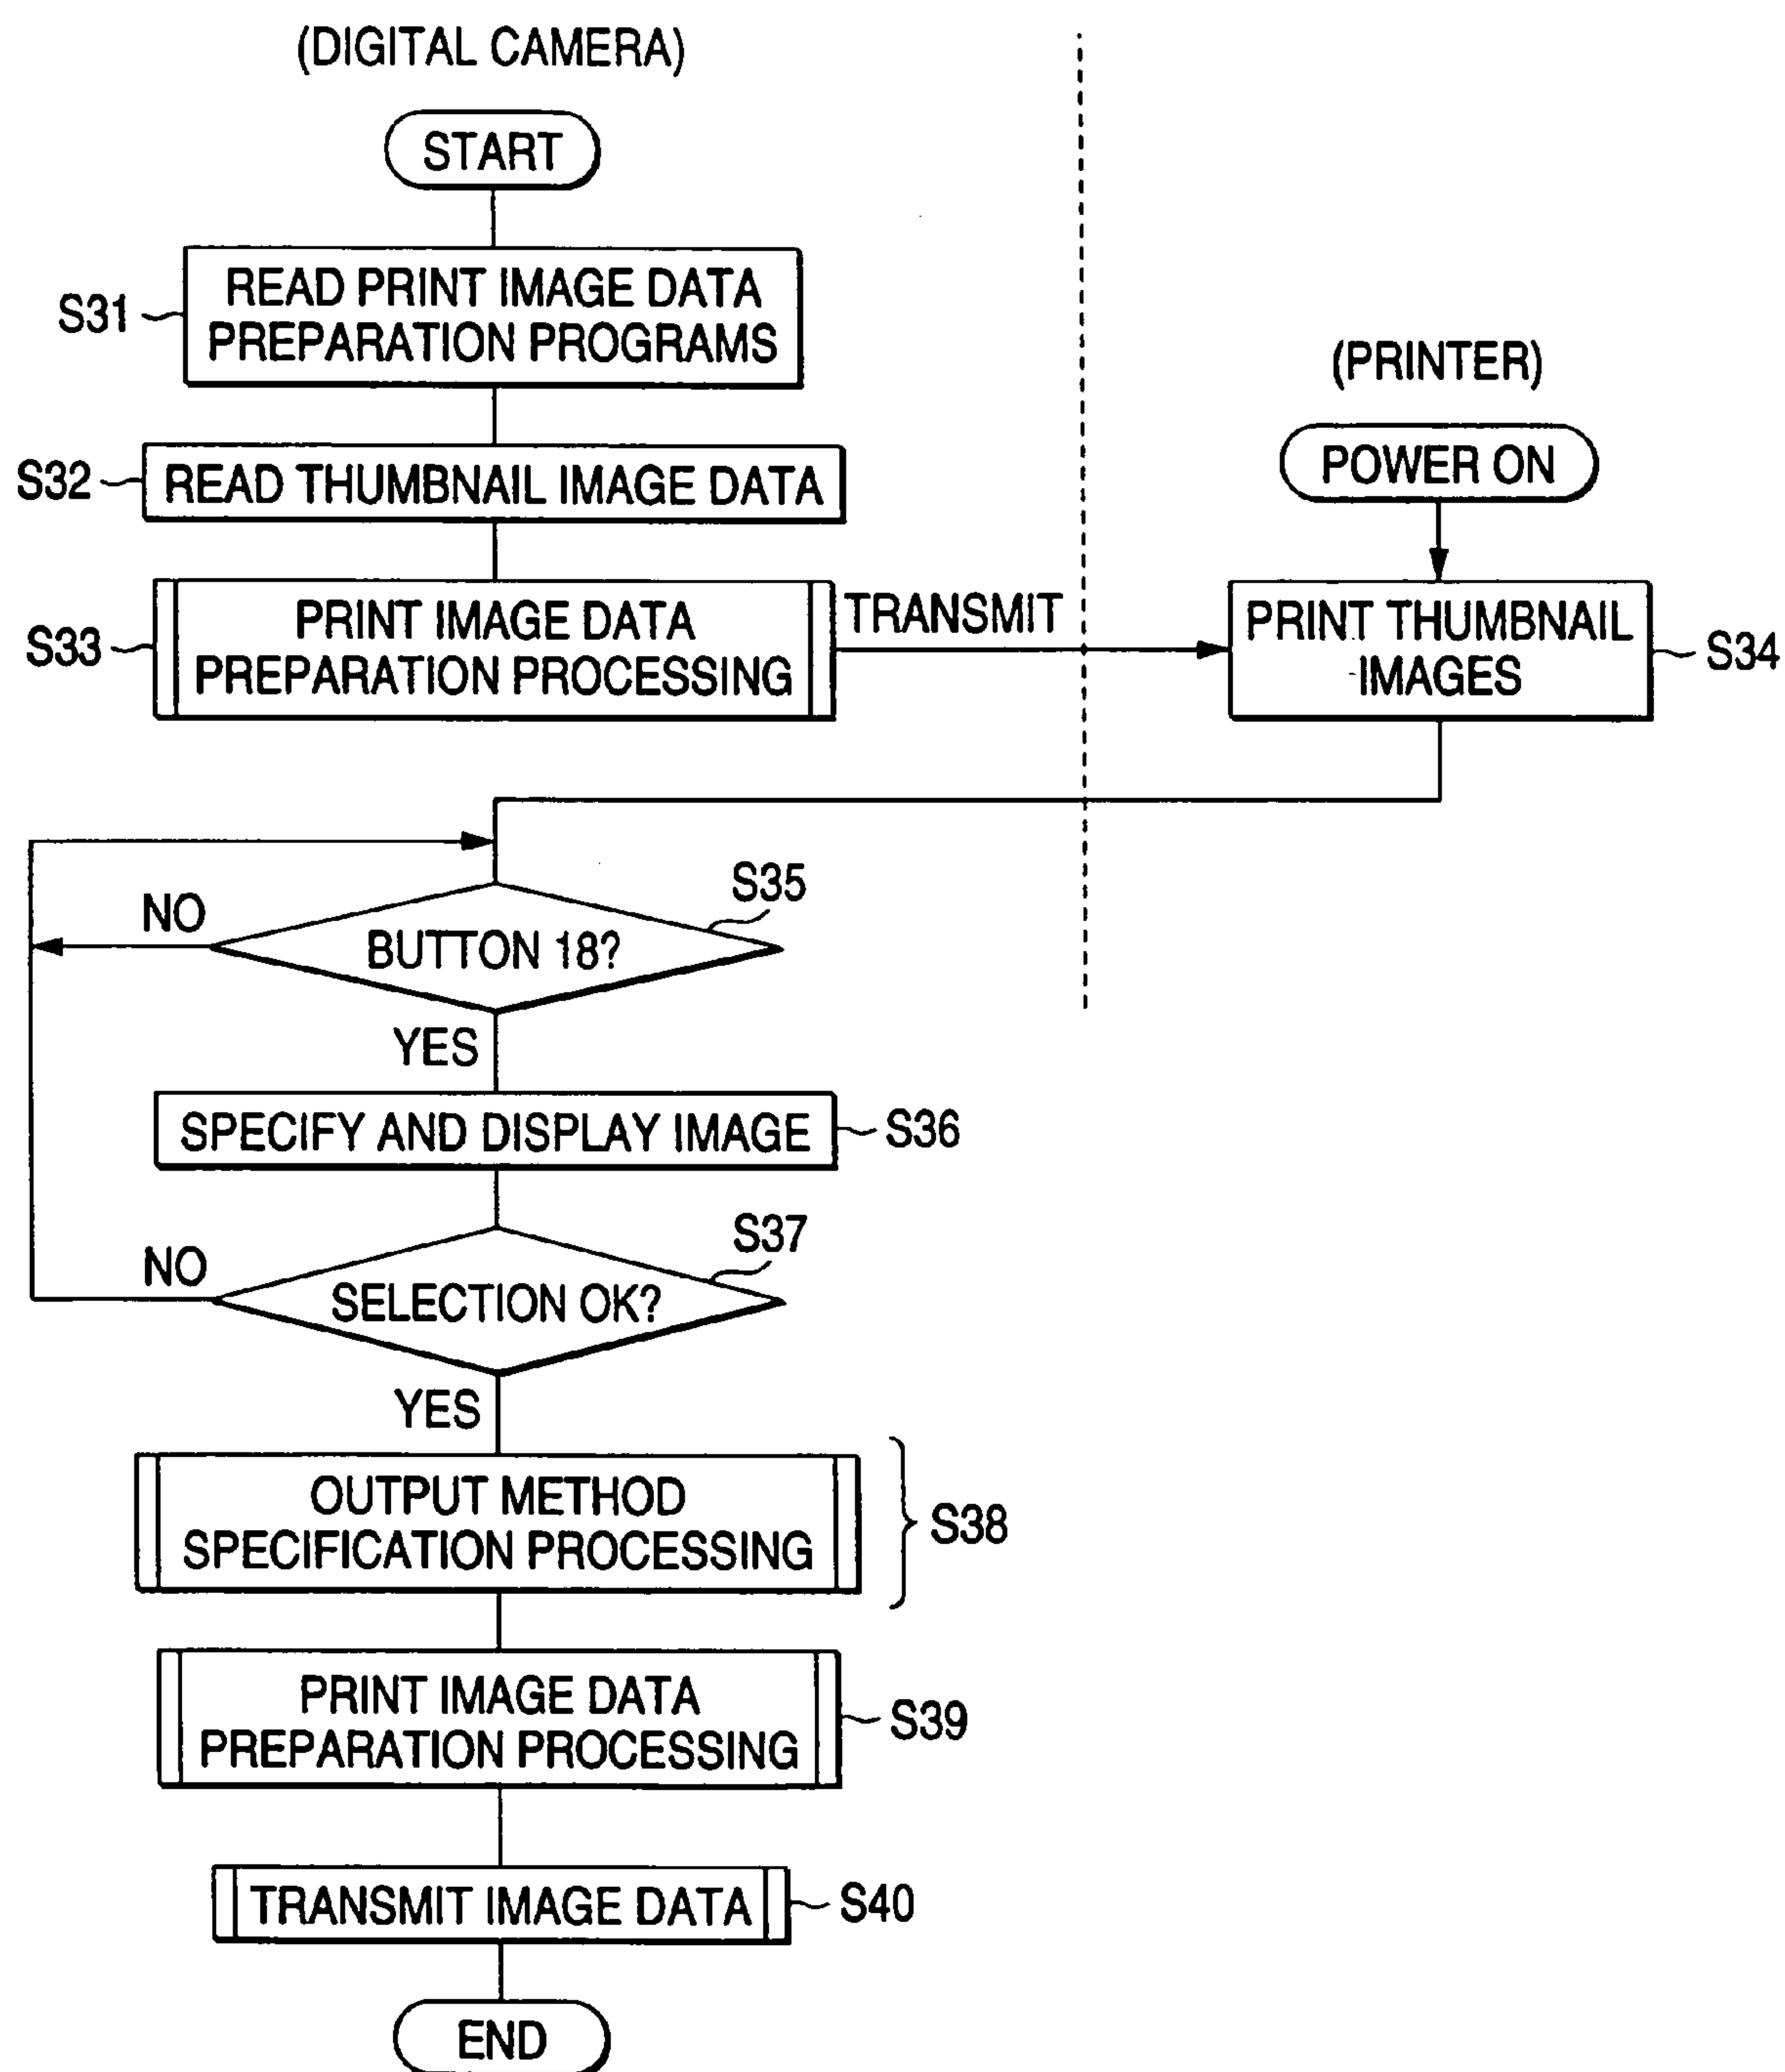 (DIGITAL CAMERA)
START
S31
READ PRINT IMAGE DATA
PREPARATION PROGRAMS
S32
READ THUMBNAIL IMAGE DATA
S33
PRINT IMAGE DATA
PREPARATION PROCESSING
TRANSMIT
(PRINTER)
POWER ON
PRINT THUMBNAIL
IMAGES
S34
S35
NO
BUTTON 18?
YES
SPECIFY AND DISPLAY IMAGE
S36
S37
NO
SELECTION OK?
YES
OUTPUT METHOD
SPECIFICATION PROCESSING
S38
PRINT IMAGE DATA
PREPARATION PROCESSING
S39
TRANSMIT IMAGE DATA
S40
END